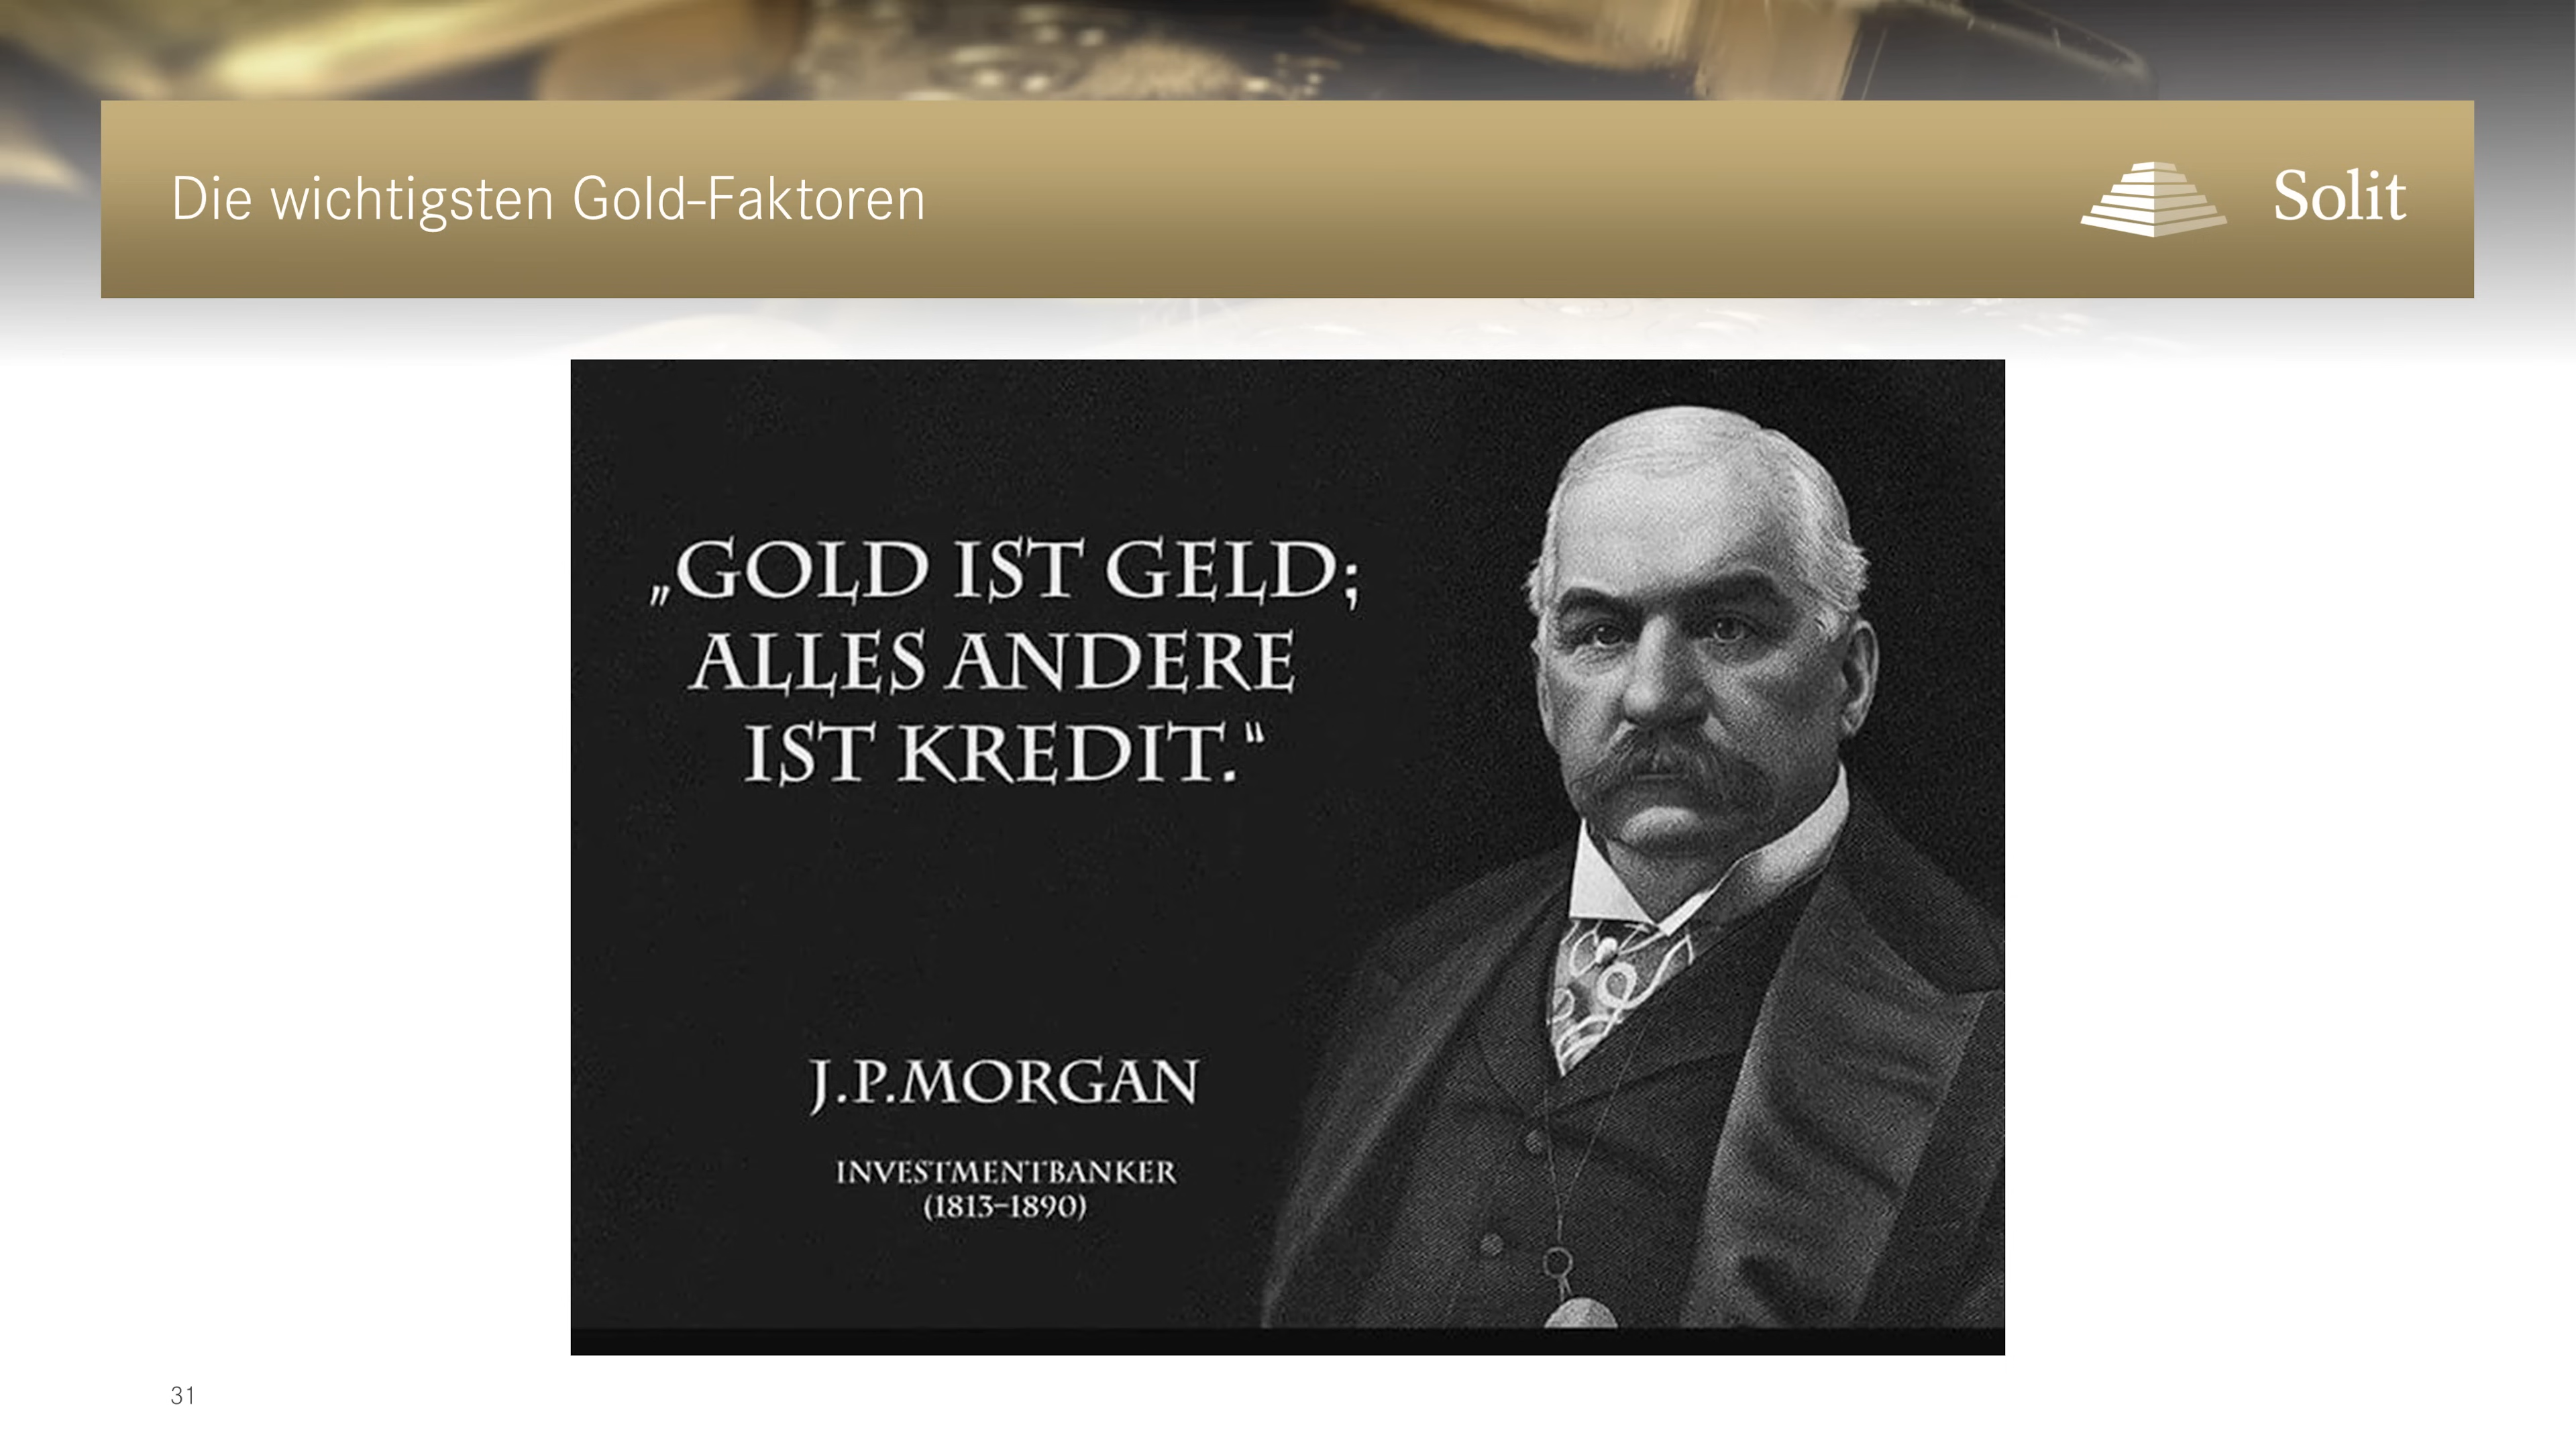 Die wichtigsten Gold-Faktoren
Solit
„GOLD IST GELD;
ALLES ANDERE
IST KREDIT.“
J.P.MORGAN
INVESTMENTBANKER
(1813–1890)
31